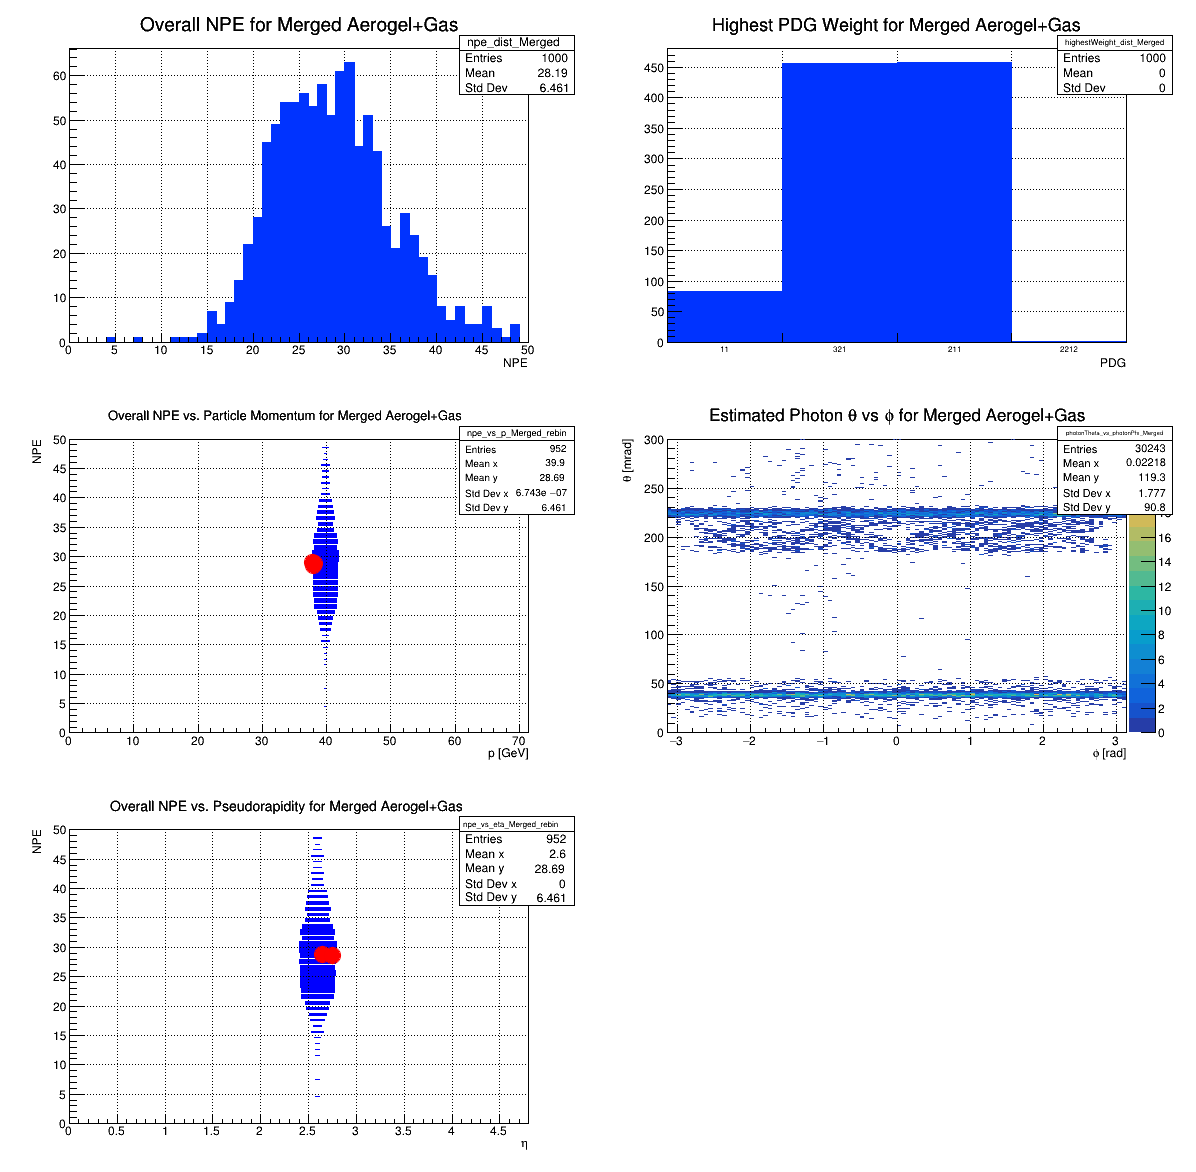 Overall NPE for Merged Aerogel+Gas
npe_dist_Merged
Entries 1000
Mean 28.19
Std Dev 6.461
60
50
40
30
20
10
0
0 5 10 15 20 25 30 35 40 45 50
NPE
Highest PDG Weight for Merged Aerogel+Gas
highestWeight_dist_Merged
Entries 1000
Mean 0
Std Dev 0
450
400
350
300
250
200
150
100
50
0
11 321 211 2212
PDG
Overall NPE vs. Particle Momentum for Merged Aerogel+Gas
npe_vs_p_Merged_rebin
Entries 952
Mean x 39.9
Mean y 28.69
Std Dev x 6.743e −07
Std Dev y 6.461
NPE
50
45
40
35
30
25
20
15
10
5
0
0 10 20 30 40 50 60 70
p [GeV]
Estimated Photon θ vs ϕ for Merged Aerogel+Gas
photonTheta_vs_photonPhi_Merged
Entries 30243
Mean x 0.02218
Mean y 119.3
Std Dev x 1.777
Std Dev y 90.8
θ [mrad]
300
250
200
150
100
50
0
−3 −2 −1 0 1 2 3
ϕ [rad]
16
14
12
10
8
6
4
2
0
Overall NPE vs. Pseudorapidity for Merged Aerogel+Gas
npe_vs_eta_Merged_rebin
Entries 952
Mean x 2.6
Mean y 28.69
Std Dev x 0
Std Dev y 6.461
NPE
50
45
40
35
30
25
20
15
10
5
0
0 0.5 1 1.5 2 2.5 3 3.5 4 4.5
η